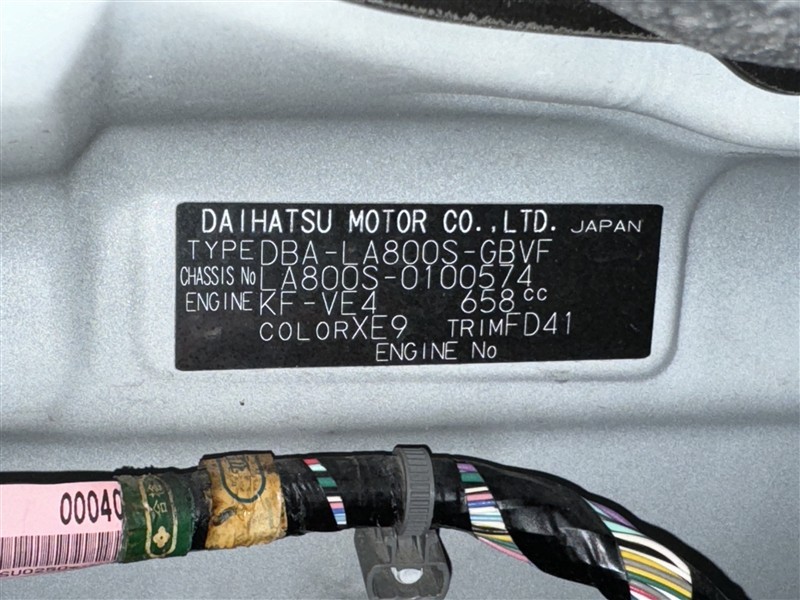 DAIHATSU MOTOR CO.,LTD. JAPAN
TYPE DBA-LA800S-GBVF
CHASSIS No LA800S-0100574
ENGINE KF-VE4 658cc
COLOR XE9 TRIM FD41
ENGINE No
00040